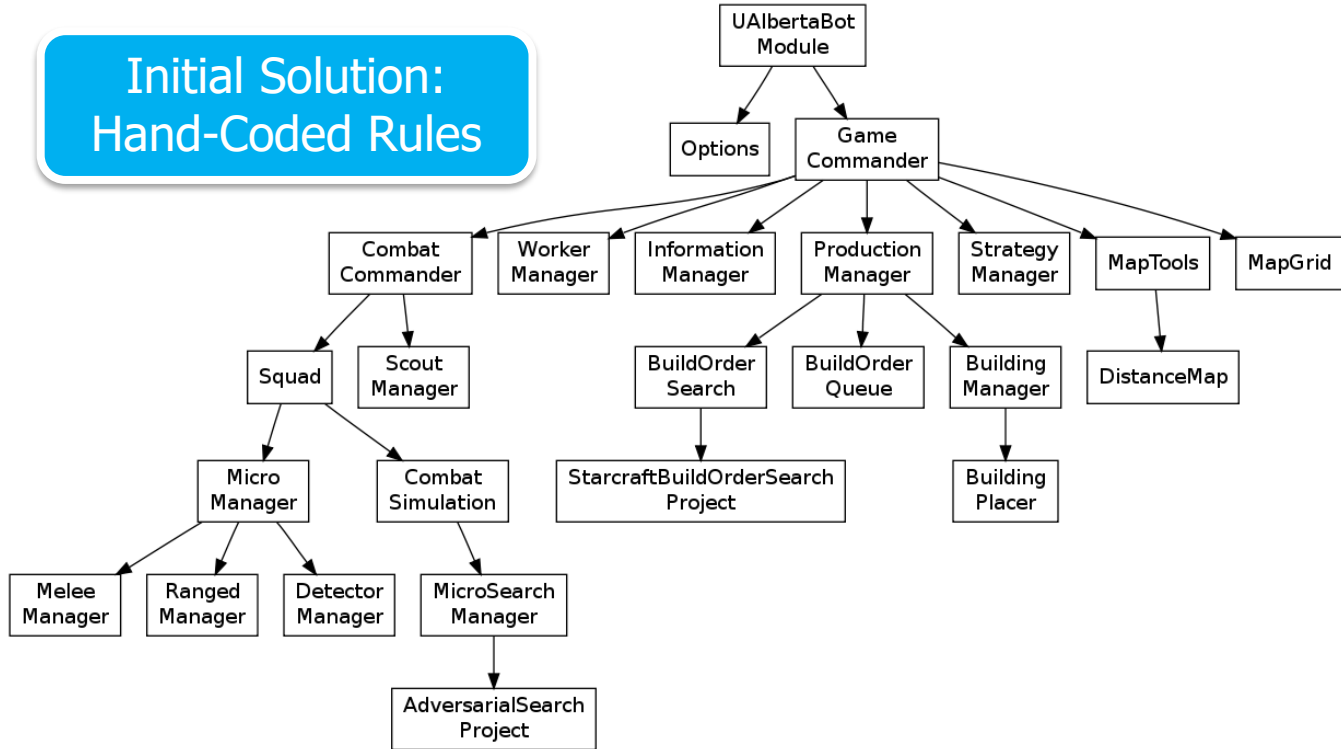 Initial Solution:
Hand-Coded Rules
UAlbertaBot
Module
Options
Game
Commander
Combat
Commander
Worker
Manager
Information
Manager
Production
Manager
Strategy
Manager
MapTools
MapGrid
Squad
Scout
Manager
BuildOrder
Search
BuildOrder
Queue
Building
Manager
DistanceMap
Micro
Manager
Combat
Simulation
StarcraftBuildOrderSearch
Project
Building
Placer
Melee
Manager
Ranged
Manager
Detector
Manager
MicroSearch
Manager
AdversarialSearch
Project